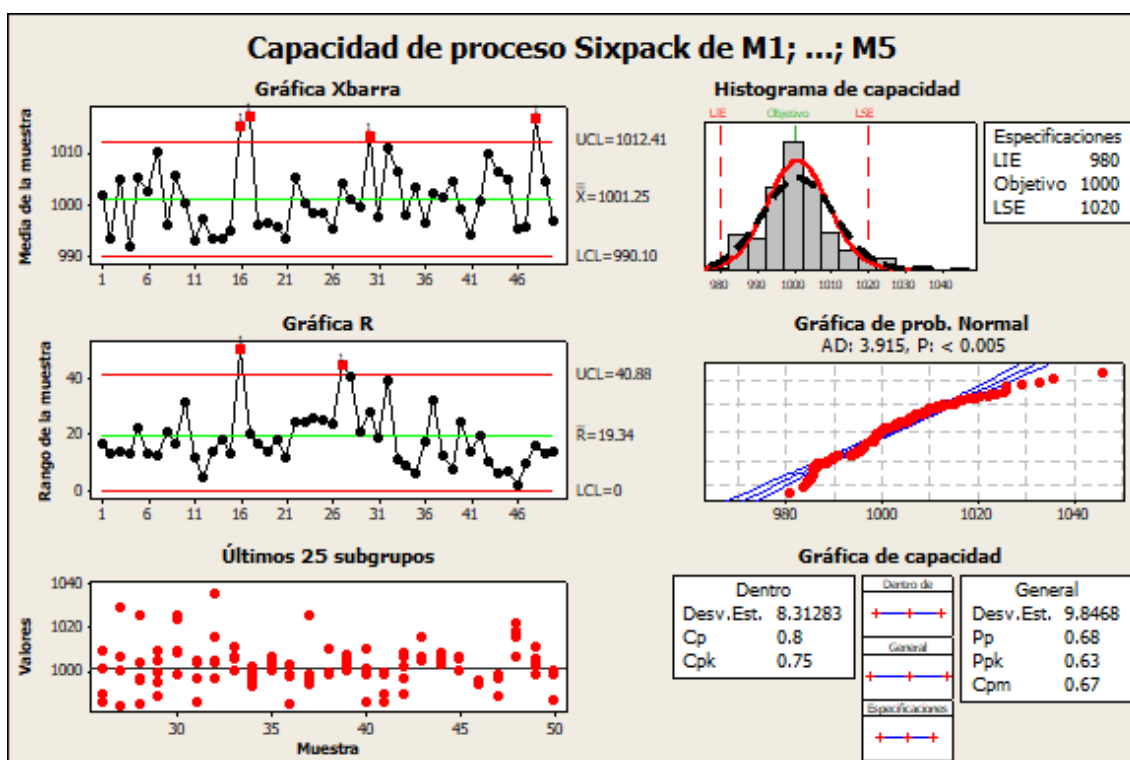 Capacidad de proceso Sixpack de M1; ...; M5
Gráfica Xbarra
Media de la muestra
1010
1000
990
1 6 11 16 21 26 31 36 41 46
UCL=1012.41
X=1001.25
LCL=990.10
Histograma de capacidad
LIE Objetivo LSE
980 990 1000 1010 1020 1030 1040
Especificaciones
LIE 980
Objetivo 1000
LSE 1020
Gráfica R
Rango de la muestra
40
20
0
1 6 11 16 21 26 31 36 41 46
UCL=40.88
R=19.34
LCL=0
Gráfica de prob. Normal
AD: 3.915, P: < 0.005
980 1000 1020 1040
Últimos 25 subgrupos
Valores
1040
1020
1000
30 35 40 45 50
Muestra
Gráfica de capacidad
Dentro
Desv.Est. 8.31283
Cp 0.8
Cpk 0.75
Dentro de
General
Especificaciones
General
Desv.Est. 9.8468
Pp 0.68
Ppk 0.63
Cpm 0.67